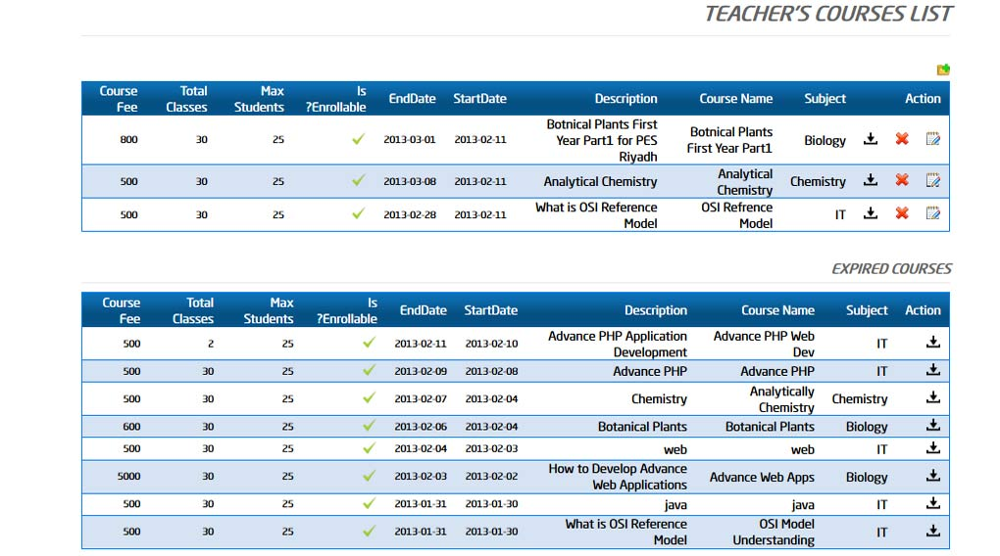 TEACHER'S COURSES LIST
Course Fee Total Classes Max Students Is ?Enrollable EndDate StartDate Description Course Name Subject Action
800 30 25 2013-03-01 2013-02-11 Botnical Plants First Year Part1 for PES Riyadh Botnical Plants First Year Part1 Biology
500 30 25 2013-03-08 2013-02-11 Analytical Chemistry Analytical Chemistry Chemistry
500 30 25 2013-02-28 2013-02-11 What is OSI Reference Model OSI Refrence Model IT
EXPIRED COURSES
Course Fee Total Classes Max Students Is ?Enrollable EndDate StartDate Description Course Name Subject Action
500 2 25 2013-02-11 2013-02-10 Advance PHP Application Development Advance PHP Web Dev IT
500 30 25 2013-02-09 2013-02-08 Advance PHP Advance PHP IT
500 30 25 2013-02-07 2013-02-04 Chemistry Analytically Chemistry Chemistry
600 30 25 2013-02-06 2013-02-04 Botanical Plants Botanical Plants Biology
500 30 25 2013-02-04 2013-02-03 web web IT
5000 30 25 2013-02-03 2013-02-02 How to Develop Advance Web Applications Advance Web Apps Biology
500 30 25 2013-01-31 2013-01-30 java java IT
500 30 25 2013-01-31 2013-01-30 What is OSI Reference Model OSI Model Understanding IT